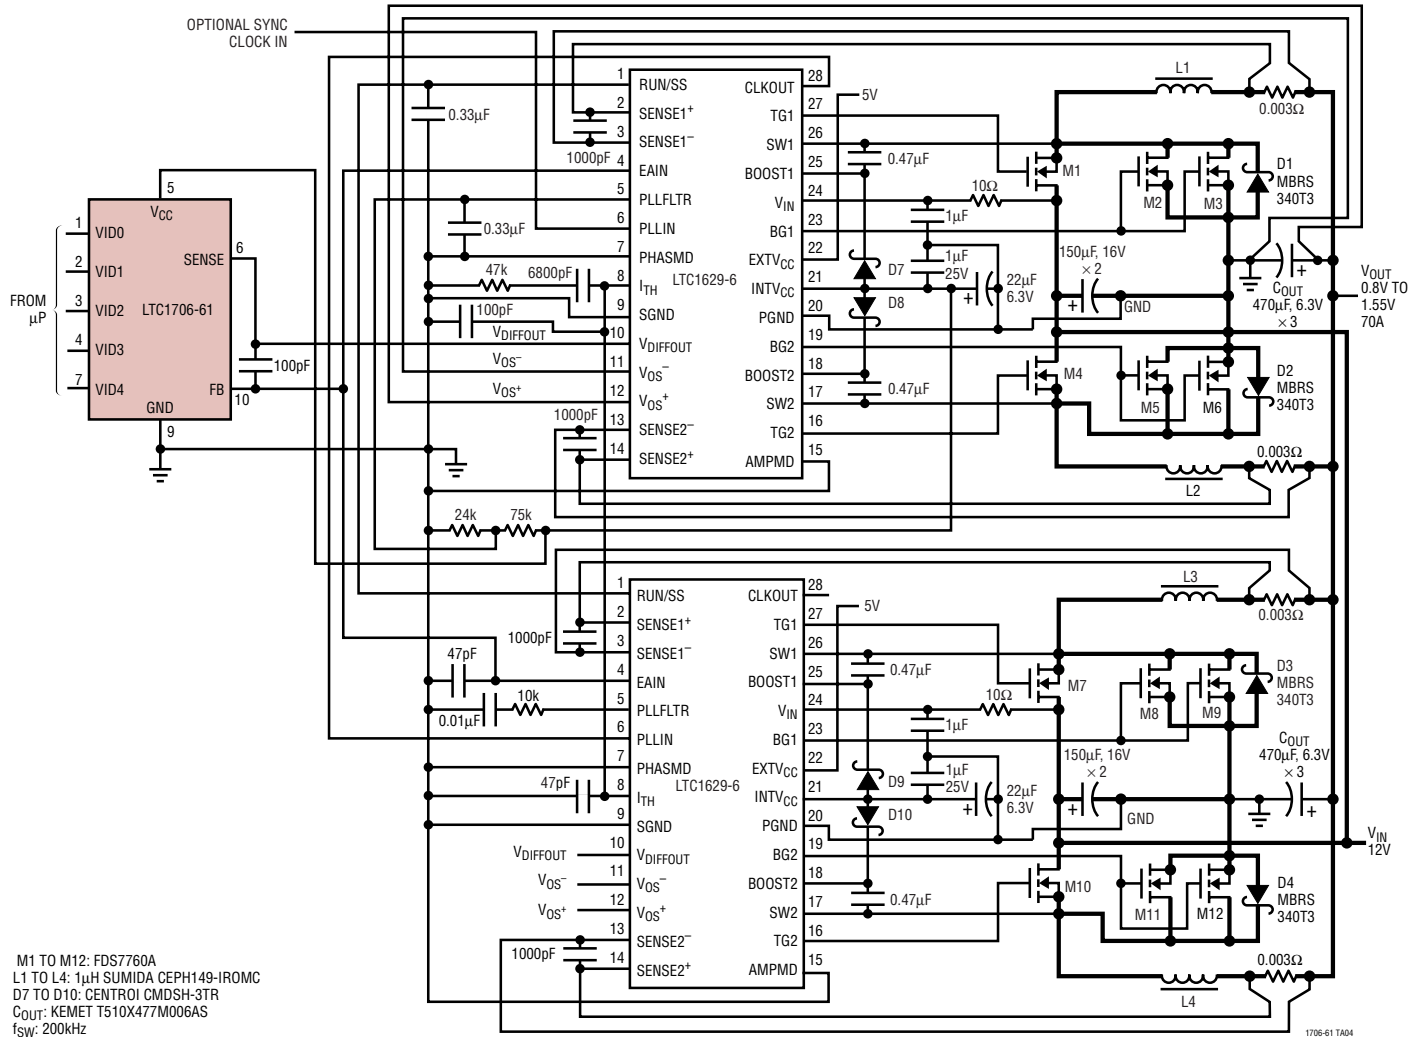 OPTIONAL SYNC
CLOCK IN
0.33µF
1000pF
1 RUN/SS
2 SENSE1+
3 SENSE1–
4 EAIN
5 PLLFLTR
6 PLLIN
7 PHASMD
8 ITH
9 SGND
10 VDIFFOUT
11 VOS–
12 VOS+
13 SENSE2–
14 SENSE2+
LTC1629-6
28 CLKOUT
27 TG1
26 SW1
25 BOOST1
24 VIN
23 BG1
22 EXTVCC
21 INTVCC
20 PGND
19 BG2
18 BOOST2
17 SW2
16 TG2
15 AMPMD
5V
0.47µF
10Ω
1µF
1µF
25V
D7
D8
22µF
6.3V
0.47µF
L1
0.003Ω
M1
M2
M3
D1
MBRS
340T3
150µF, 16V
× 2
GND
COUT
470µF, 6.3V
× 3
VOUT
0.8V TO
1.55V
70A
M4
M5
M6
D2
MBRS
340T3
0.003Ω
L2
FROM
µP
1 VID0
2 VID1
3 VID2
4 VID3
7 VID4
5
VCC
6
SENSE
LTC1706-61
FB
10
GND
9
100pF
0.33µF
47k
6800pF
100pF
VDIFFOUT
VOS–
VOS+
1000pF
24k
75k
1 RUN/SS
2 SENSE1+
3 SENSE1–
4 EAIN
5 PLLFLTR
6 PLLIN
7 PHASMD
8 ITH
9 SGND
10 VDIFFOUT
11 VOS–
12 VOS+
13 SENSE2–
14 SENSE2+
LTC1629-6
28 CLKOUT
27 TG1
26 SW1
25 BOOST1
24 VIN
23 BG1
22 EXTVCC
21 INTVCC
20 PGND
19 BG2
18 BOOST2
17 SW2
16 TG2
15 AMPMD
1000pF
47pF
10k
0.01µF
47pF
VDIFFOUT
VOS–
VOS+
1000pF
5V
0.47µF
10Ω
1µF
1µF
25V
D9
D10
22µF
6.3V
0.47µF
L3
0.003Ω
M7
M8
M9
D3
MBRS
340T3
150µF, 16V
× 2
GND
COUT
470µF, 6.3V
× 3
VIN
12V
M10
M11
M12
D4
MBRS
340T3
0.003Ω
L4
M1 TO M12: FDS7760A
L1 TO L4: 1µH SUMIDA CEPH149-IROMC
D7 TO D10: CENTROI CMDSH-3TR
COUT: KEMET T510X477M006AS
fSW: 200kHz
1706-61 TA04